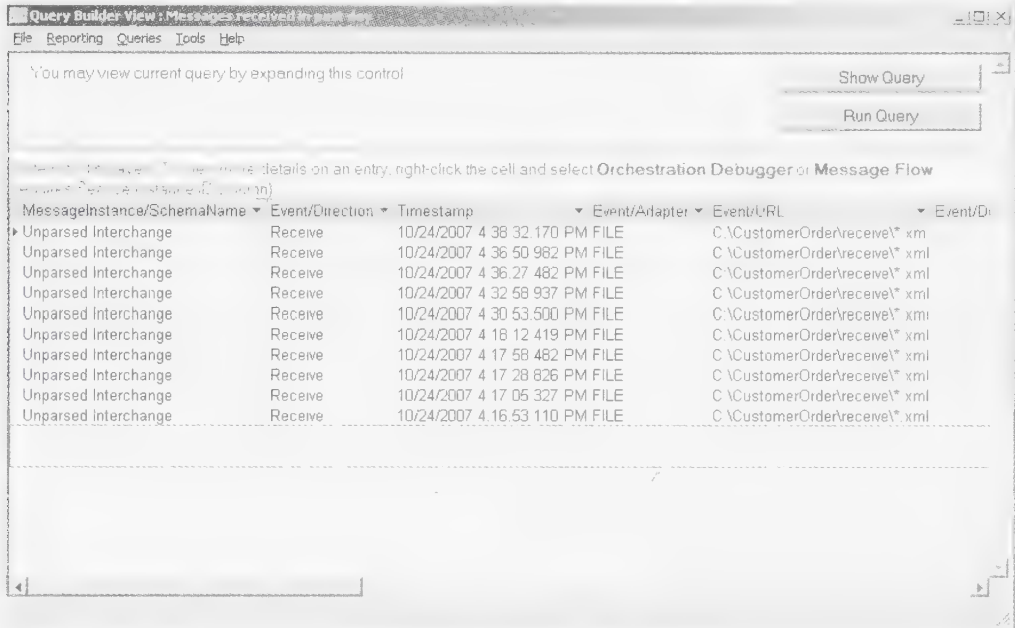 Query Builder View : Messages received in past day
File Reporting Queries Tools Help
You may view current query by expanding this control
Show Query
Run Query
details on an entry, right-click the cell and select Orchestration Debugger or Message Flow
MessageInstance/SchemaName Event/Direction Timestamp Event/Adapter Event/URL
Unparsed Interchange Receive 10/24/2007 4 38 32 170 PM FILE C:\CustomerOrder\receive\* xm
Unparsed Interchange Receive 10/24/2007 4 36 50 982 PM FILE C \CustomerOrder\receive\* xml
Unparsed Interchange Receive 10/24/2007 4 36.27 482 PM FILE C:\CustomerOrder\receive\* xml
Unparsed Interchange Receive 10/24/2007 4 32 58 937 PM FILE C \CustomerOrder\receive\* xml
Unparsed Interchange Receive 10/24/2007 4 30 53.500 PM FILE C:\CustomerOrder\receive\* xml
Unparsed Interchange Receive 10/24/2007 4 18 12 419 PM FILE C \CustomerOrder\receive\* xml
Unparsed Interchange Receive 10/24/2007 4 17 58 482 PM FILE C \CustomerOrder\receive\* xml
Unparsed Interchange Receive 10/24/2007 4 17 28 826 PM FILE C \CustomerOrder\receive\* xml
Unparsed Interchange Receive 10/24/2007 4 17 05 327 PM FILE C:\CustomerOrder\receive\* xml
Unparsed Interchange Receive 10/24/2007 4.16.53 110 PM FILE C:\CustomerOrder\receive\*.xml